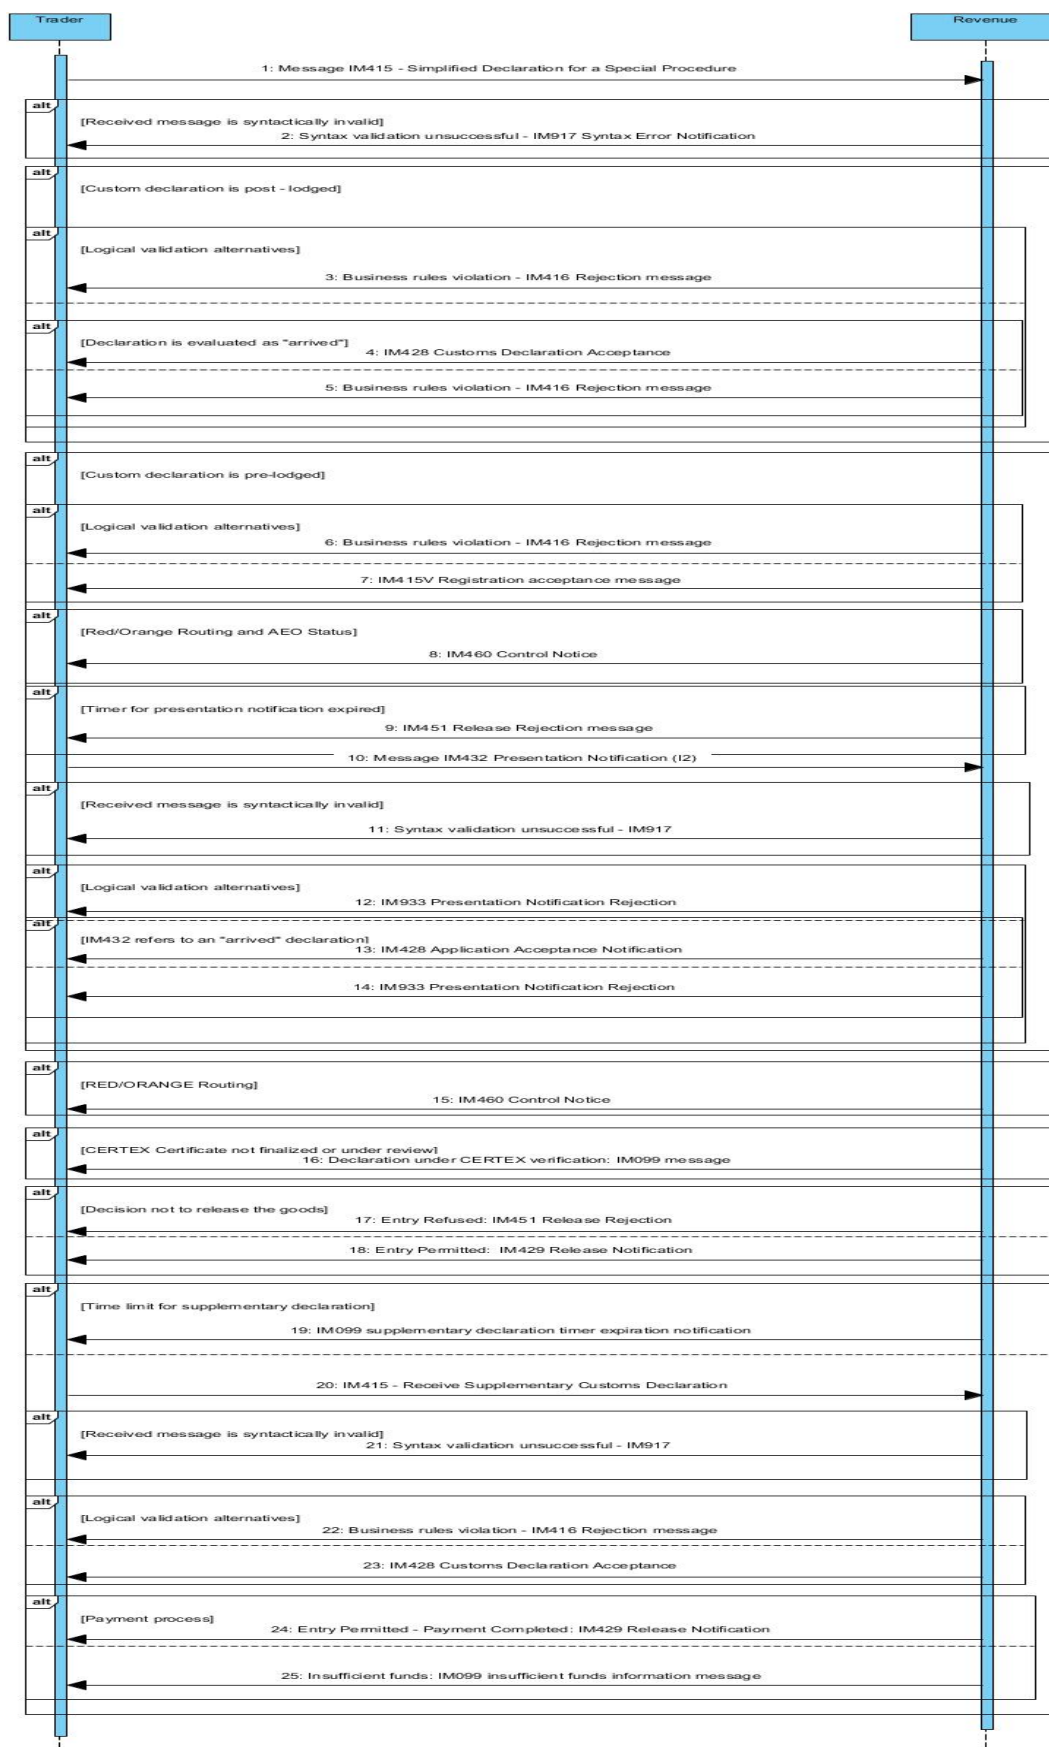 Trader
Revenue
1: Message IM415 - Simplified Declaration for a Special Procedure
alt
[Received message is syntactically invalid]
2: Syntax validation unsuccessful - IM917 Syntax Error Notification
alt
[Custom declaration is post - lodged]
alt
[Logical validation alternatives]
3: Business rules violation - IM416 Rejection message
alt
[Declaration is evaluated as "arrived"]
4: IM428 Customs Declaration Acceptance
5: Business rules violation - IM416 Rejection message
alt
[Custom declaration is pre-lodged]
alt
[Logical validation alternatives]
6: Business rules violation - IM416 Rejection message
7: IM415V Registration acceptance message
alt
[Red/Orange Routing and AEO Status]
8: IM460 Control Notice
alt
[Timer for presentation notification expired]
9: IM451 Release Rejection message
10: Message IM432 Presentation Notification (I2)
alt
[Received message is syntactically invalid]
11: Syntax validation unsuccessful - IM917
alt
[Logical validation alternatives]
12: IM933 Presentation Notification Rejection
alt
[IM432 refers to an "arrived" declaration]
13: IM428 Application Acceptance Notification
14: IM933 Presentation Notification Rejection
alt
[RED/ORANGE Routing]
15: IM460 Control Notice
alt
[CERTEX Certificate not finalized or under review]
16: Declaration under CERTEX verification: IM099 message
alt
[Decision not to release the goods]
17: Entry Refused: IM451 Release Rejection
18: Entry Permitted: IM429 Release Notification
alt
[Time limit for supplementary declaration]
19: IM099 supplementary declaration timer expiration notification
20: IM415 - Receive Supplementary Customs Declaration
alt
[Received message is syntactically invalid]
21: Syntax validation unsuccessful - IM917
alt
[Logical validation alternatives]
22: Business rules violation - IM416 Rejection message
23: IM428 Customs Declaration Acceptance
alt
[Payment process]
24: Entry Permitted - Payment Completed: IM429 Release Notification
25: Insufficient funds: IM099 insufficient funds information message